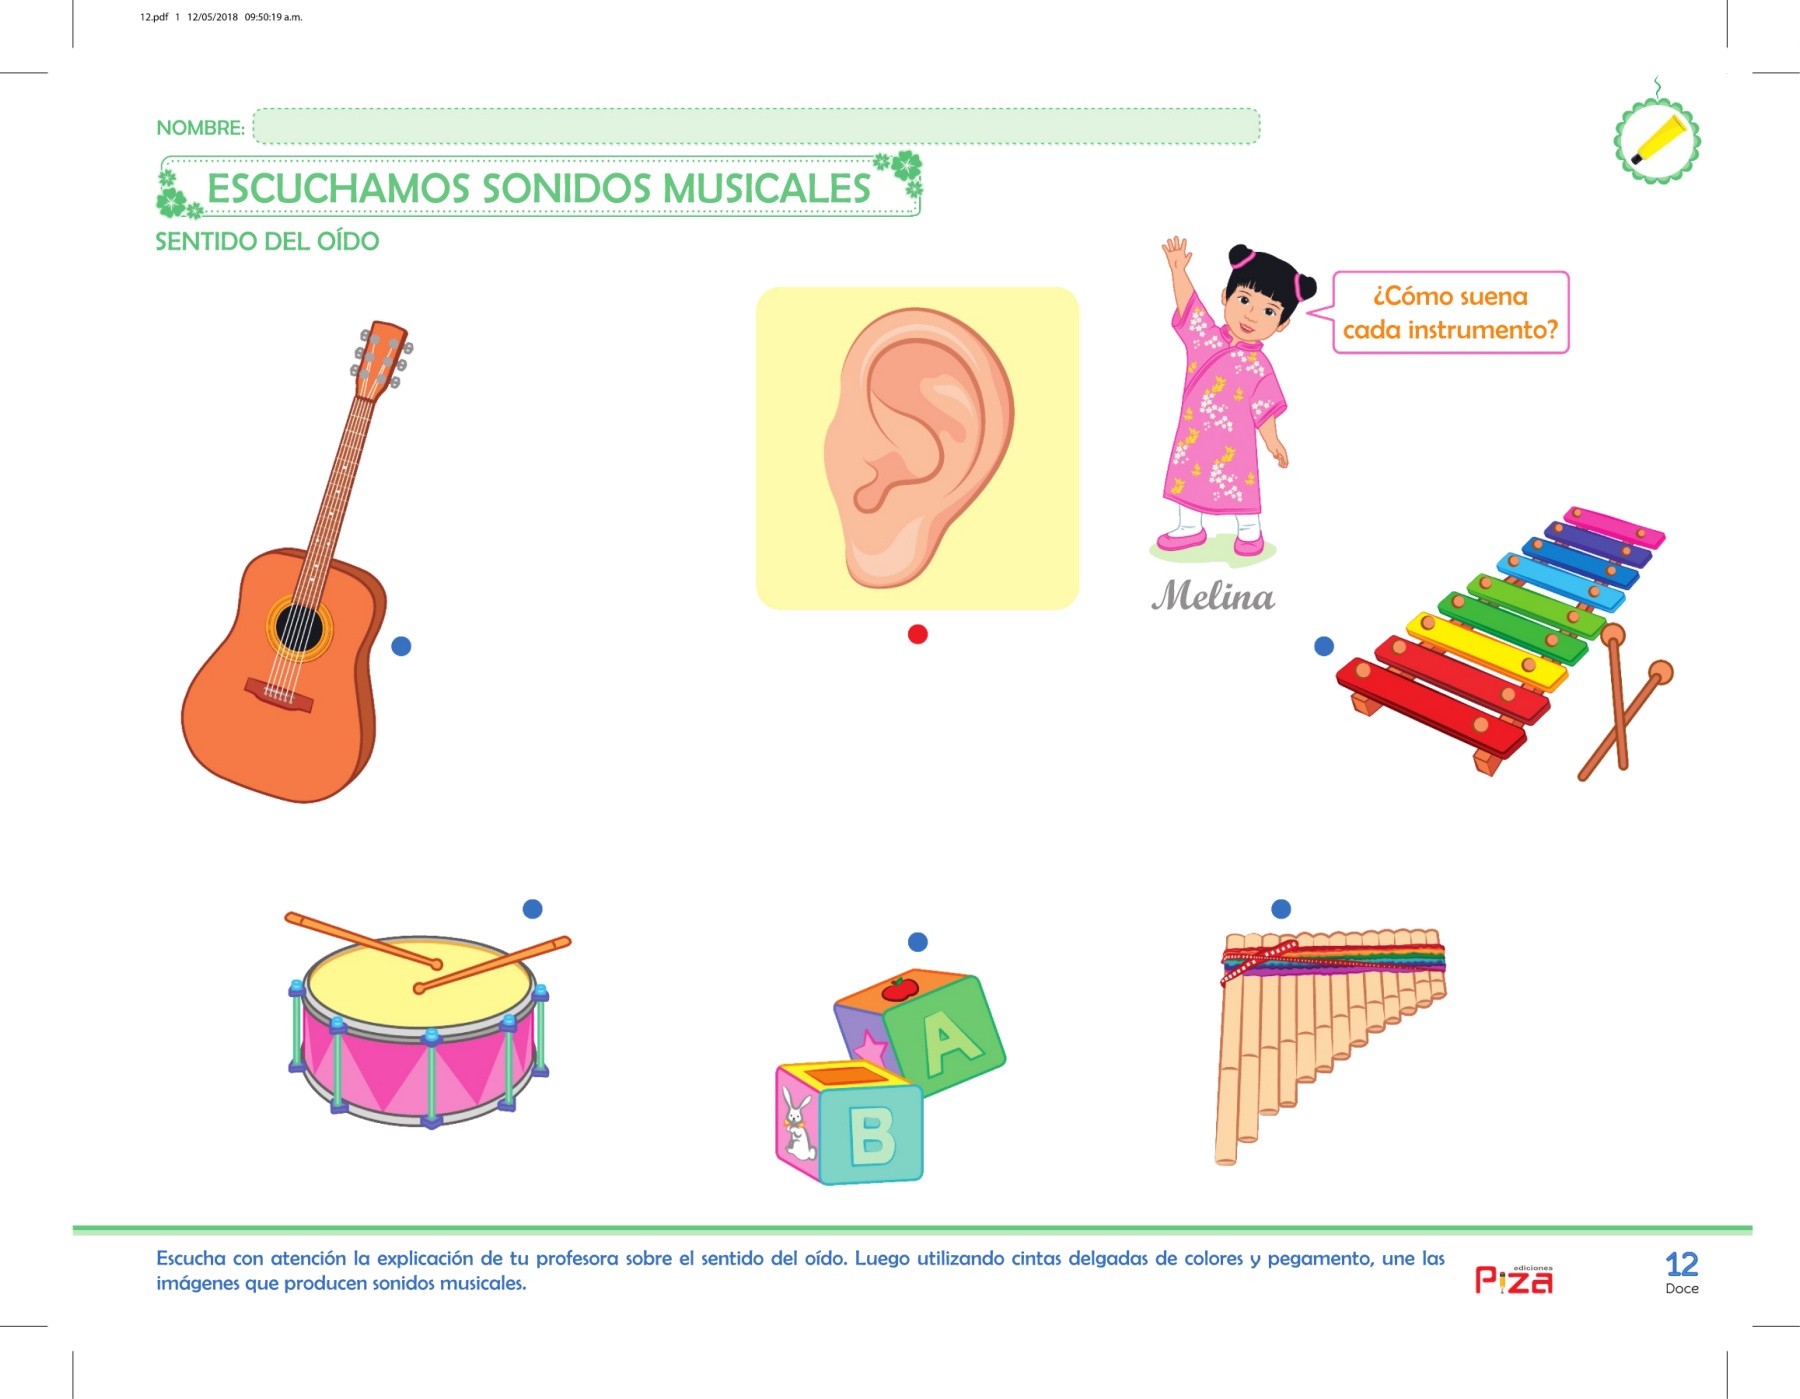 12.pdf 1 12/05/2018 09:50:19 a.m.
NOMBRE:
ESCUCHAMOS SONIDOS MUSICALES
SENTIDO DEL OÍDO
¿Cómo suena
cada instrumento?
Melina
A
B
Escucha con atención la explicación de tu profesora sobre el sentido del oído. Luego utilizando cintas delgadas de colores y pegamento, une las
imágenes que producen sonidos musicales.
ediciones
Piza
12
Doce